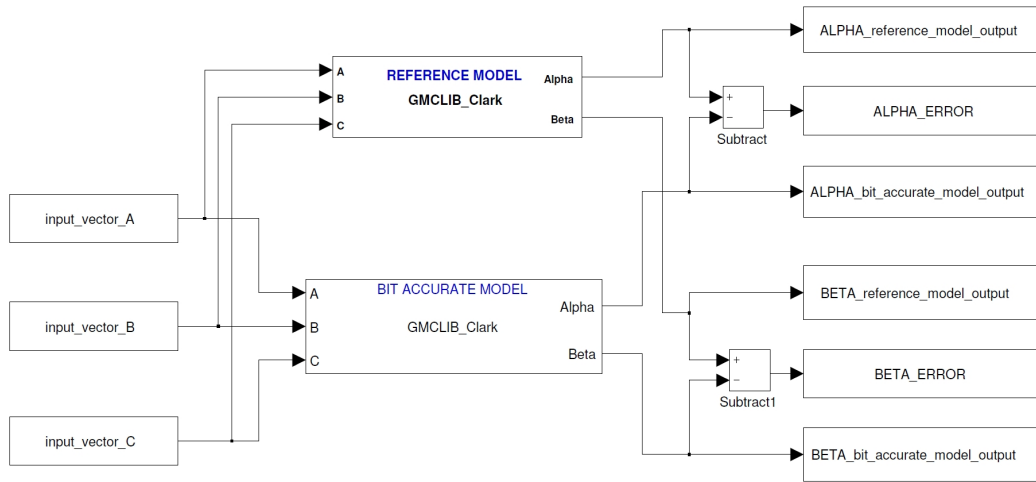 ALPHA_reference_model_output
A
REFERENCE MODEL
Alpha
B
GMCLIB_Clark
C
Beta
+
−
Subtract
ALPHA_ERROR
ALPHA_bit_accurate_model_output
input_vector_A
BIT ACCURATE MODEL
A
Alpha
B
GMCLIB_Clark
C
Beta
input_vector_B
input_vector_C
BETA_reference_model_output
+
−
Subtract1
BETA_ERROR
BETA_bit_accurate_model_output